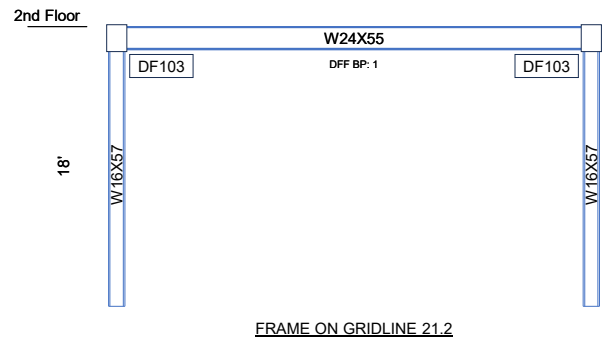 2nd Floor
W24X55
DF103
DFF BP: 1
DF103
18'
W16X57
W16X57
FRAME ON GRIDLINE 21.2